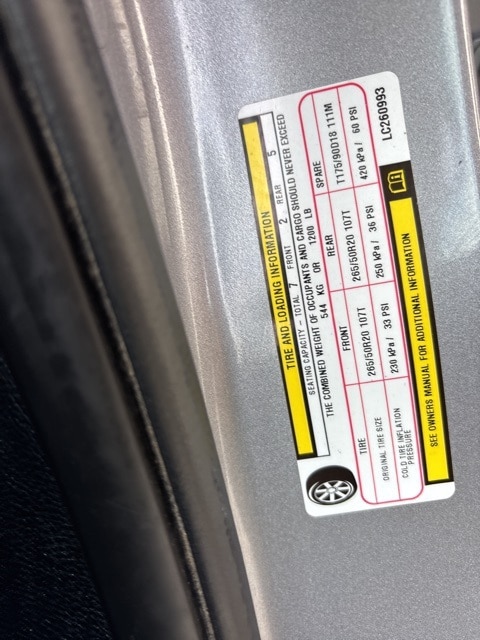 TIRE AND LOADING INFORMATION
SEATING CAPACITY - TOTAL 7 FRONT 2 REAR 5
THE COMBINED WEIGHT OF OCCUPANTS AND CARGO SHOULD NEVER EXCEED
544 KG OR 1200 LB
TIRE FRONT REAR SPARE
ORIGINAL TIRE SIZE 265/50R20 107T 265/50R20 107T T175/90D18 111M
COLD TIRE INFLATION PRESSURE 230 kPa / 33 PSI 250 kPa / 36 PSI 420 kPa / 60 PSI
SEE OWNERS MANUAL FOR ADDITIONAL INFORMATION
LC260993